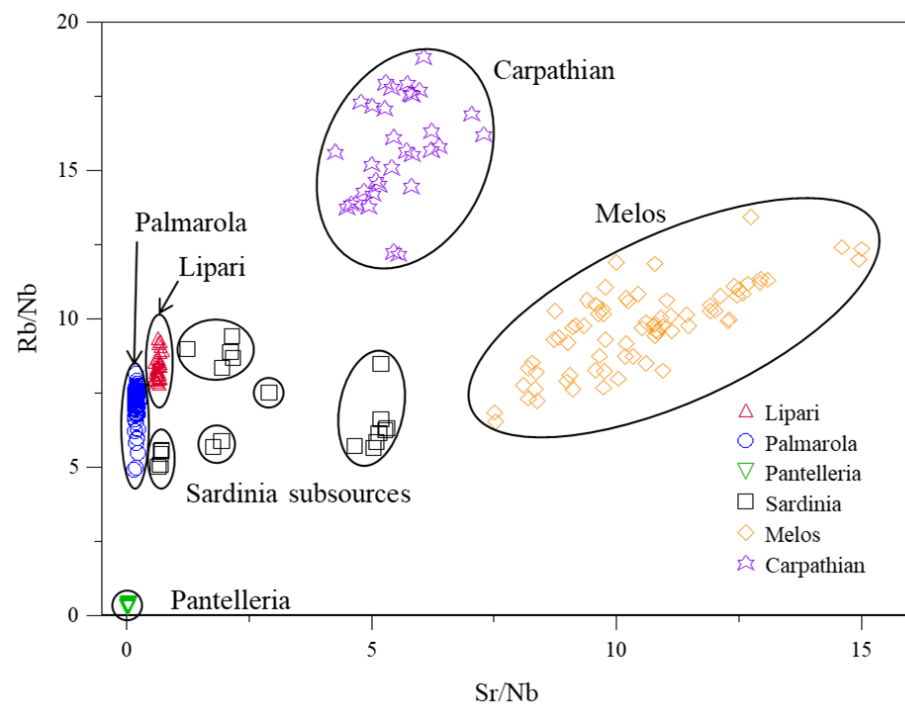 20
15
10
5
0
Rb/Nb
Carpathian
Melos
Palmarola
Lipari
Sardinia subsources
Pantelleria
Lipari
Palmarola
Pantelleria
Sardinia
Melos
Carpathian
0
5
10
15
Sr/Nb